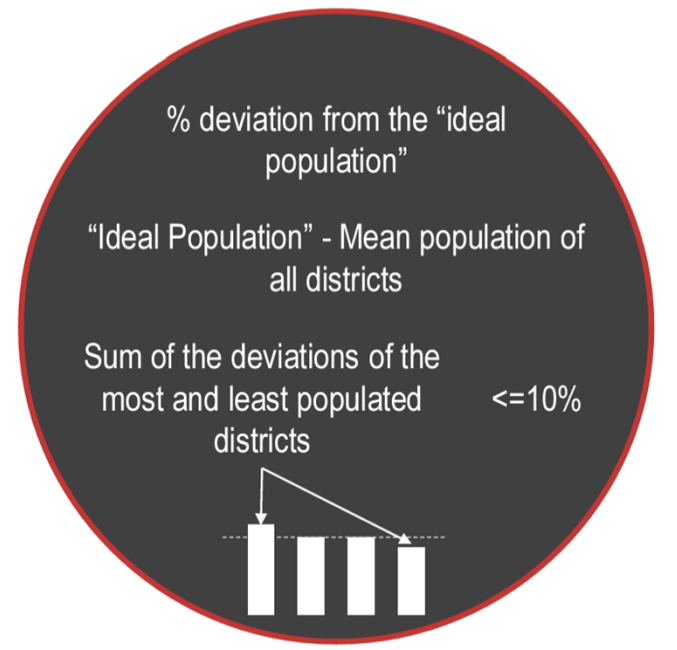 % deviation from the “ideal
population”
“Ideal Population” - Mean population of
all districts
Sum of the deviations of the
most and least populated
districts
<=10%